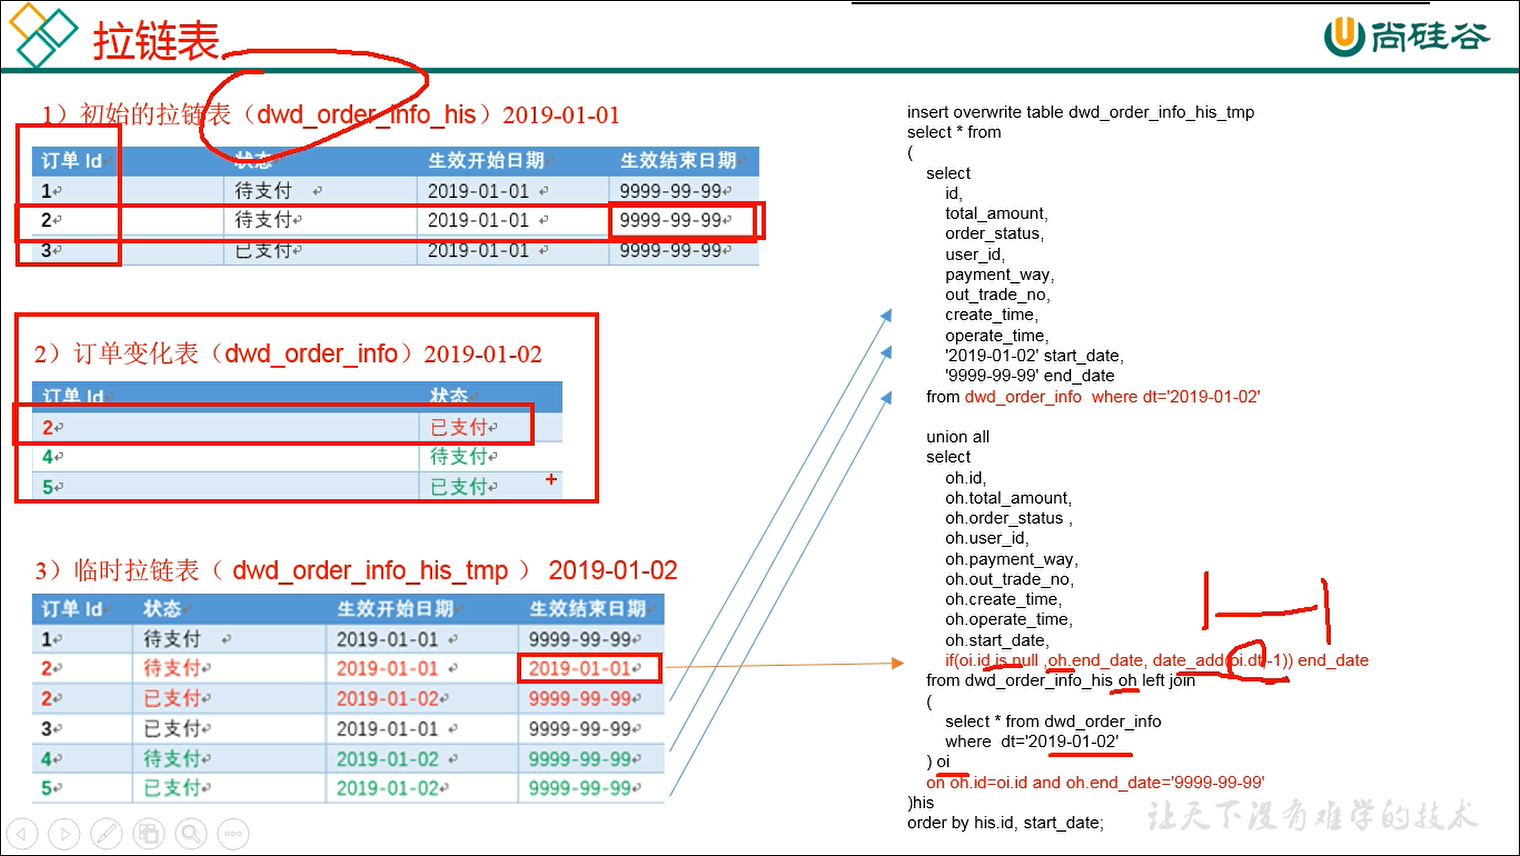 拉链表
尚硅谷
1）初始的拉链表（dwd_order_info_his）2019-01-01
订单 Id 状态 生效开始日期 生效结束日期
1 待支付 2019-01-01 9999-99-99
2 待支付 2019-01-01 9999-99-99
3 已支付 2019-01-01 9999-99-99
2）订单变化表（dwd_order_info）2019-01-02
订单 Id 状态
2 已支付
4 待支付
5 已支付
3）临时拉链表（ dwd_order_info_his_tmp ） 2019-01-02
订单 Id 状态 生效开始日期 生效结束日期
1 待支付 2019-01-01 9999-99-99
2 待支付 2019-01-01 2019-01-01
2 已支付 2019-01-02 9999-99-99
3 已支付 2019-01-01 9999-99-99
4 待支付 2019-01-02 9999-99-99
5 已支付 2019-01-02 9999-99-99
insert overwrite table dwd_order_info_his_tmp
select * from
(
select
id,
total_amount,
order_status,
user_id,
payment_way,
out_trade_no,
create_time,
operate_time,
'2019-01-02' start_date,
'9999-99-99' end_date
from dwd_order_info where dt='2019-01-02'
union all
select
oh.id,
oh.total_amount,
oh.order_status ,
oh.user_id,
oh.payment_way,
oh.out_trade_no,
oh.create_time,
oh.operate_time,
oh.start_date,
if(oi.id is null ,oh.end_date, date_add(oi.dt,-1)) end_date
from dwd_order_info_his oh left join
(
select * from dwd_order_info
where dt='2019-01-02'
) oi
on oh.id=oi.id and oh.end_date='9999-99-99'
)his
order by his.id, start_date;
让天下没有难学的技术